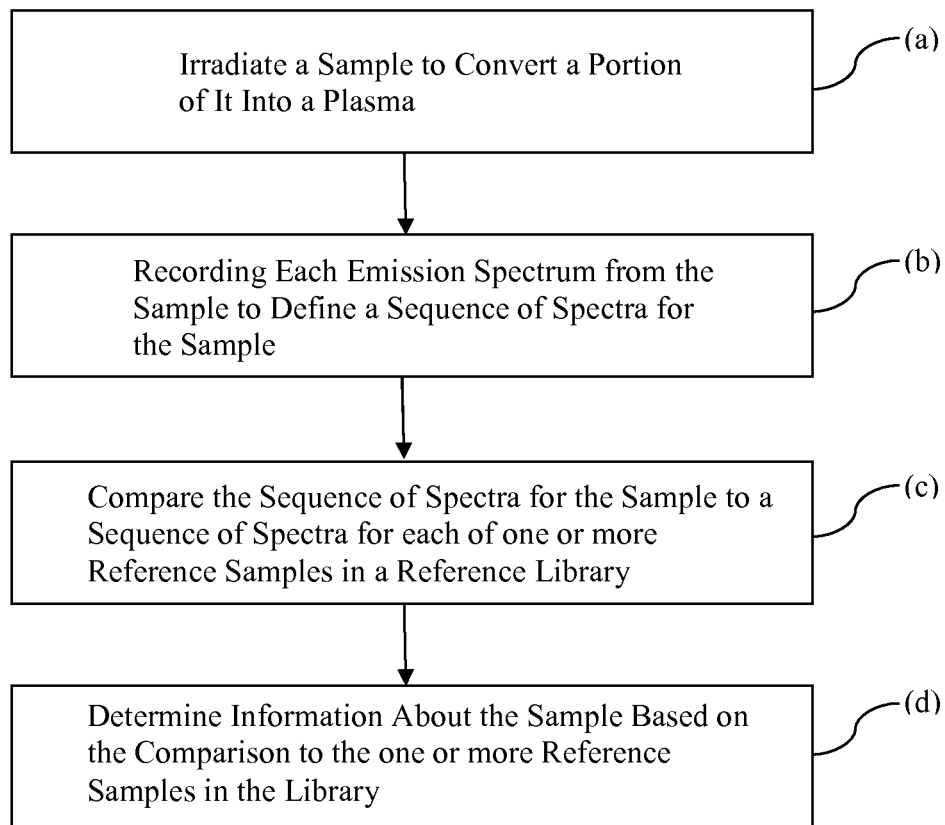 Irradiate a Sample to Convert a Portion
of It Into a Plasma
(a)
Recording Each Emission Spectrum from the
Sample to Define a Sequence of Spectra for
the Sample
(b)
Compare the Sequence of Spectra for the Sample to a
Sequence of Spectra for each of one or more
Reference Samples in a Reference Library
(c)
Determine Information About the Sample Based on
the Comparison to the one or more Reference
Samples in the Library
(d)